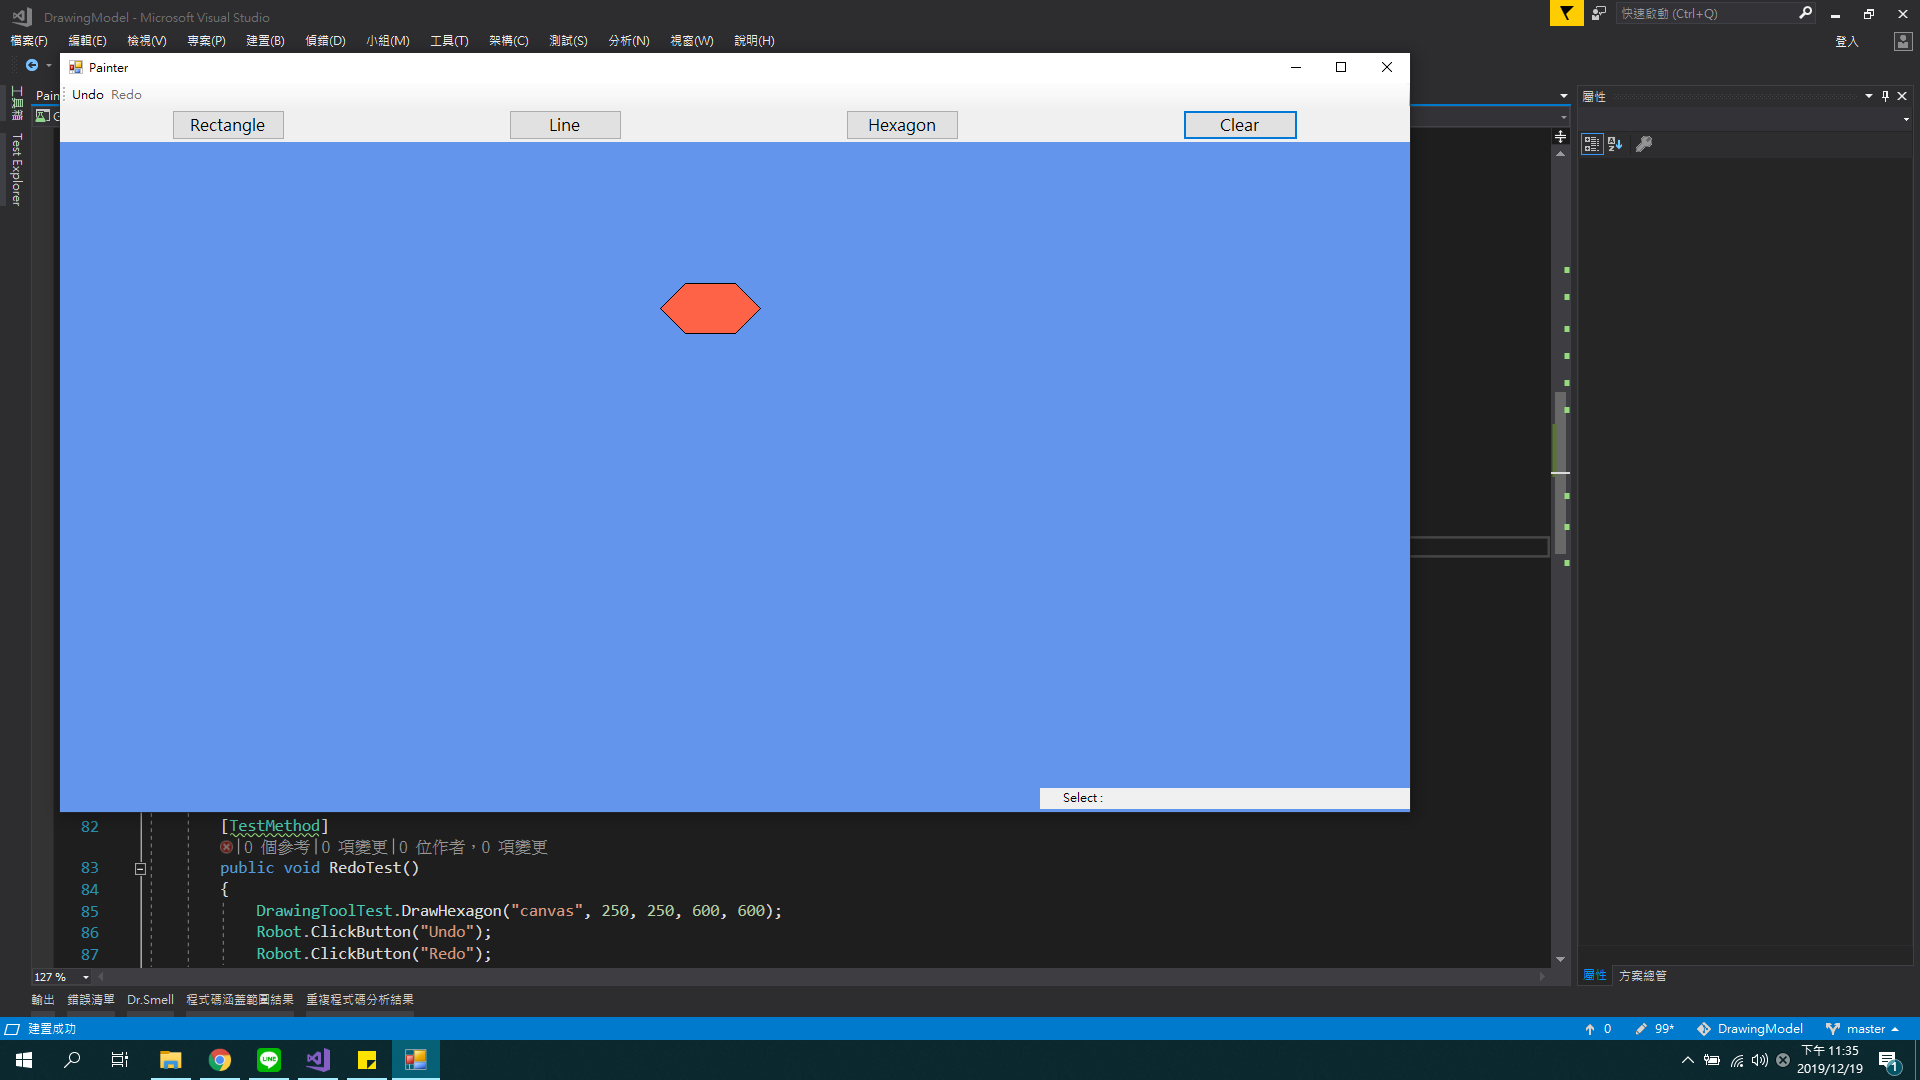 DrawingModel - Microsoft Visual Studio
快速啟動 (Ctrl+Q)
檔案(F) 編輯(E) 檢視(V) 專案(P) 建置(B) 偵錯(D) 小組(M) 工具(T) 架構(C) 測試(S) 分析(N) 視窗(W) 說明(H)
登入
Painter
Undo Redo
工具箱
Pain
屬性
Rectangle Line Hexagon Clear
Test Explorer
Select :
82 [TestMethod]
0 個參考|0 項變更|0 位作者，0 項變更
83 public void RedoTest()
84 {
85 DrawingToolTest.DrawHexagon("canvas", 250, 250, 600, 600);
86 Robot.ClickButton("Undo");
87 Robot.ClickButton("Redo");
127 %
屬性 方案總管
輸出 錯誤清單 Dr.Smell 程式碼涵蓋範圍結果 重複程式碼分析結果
建置成功
0 99* DrawingModel master
下午 11:35
2019/12/19
1